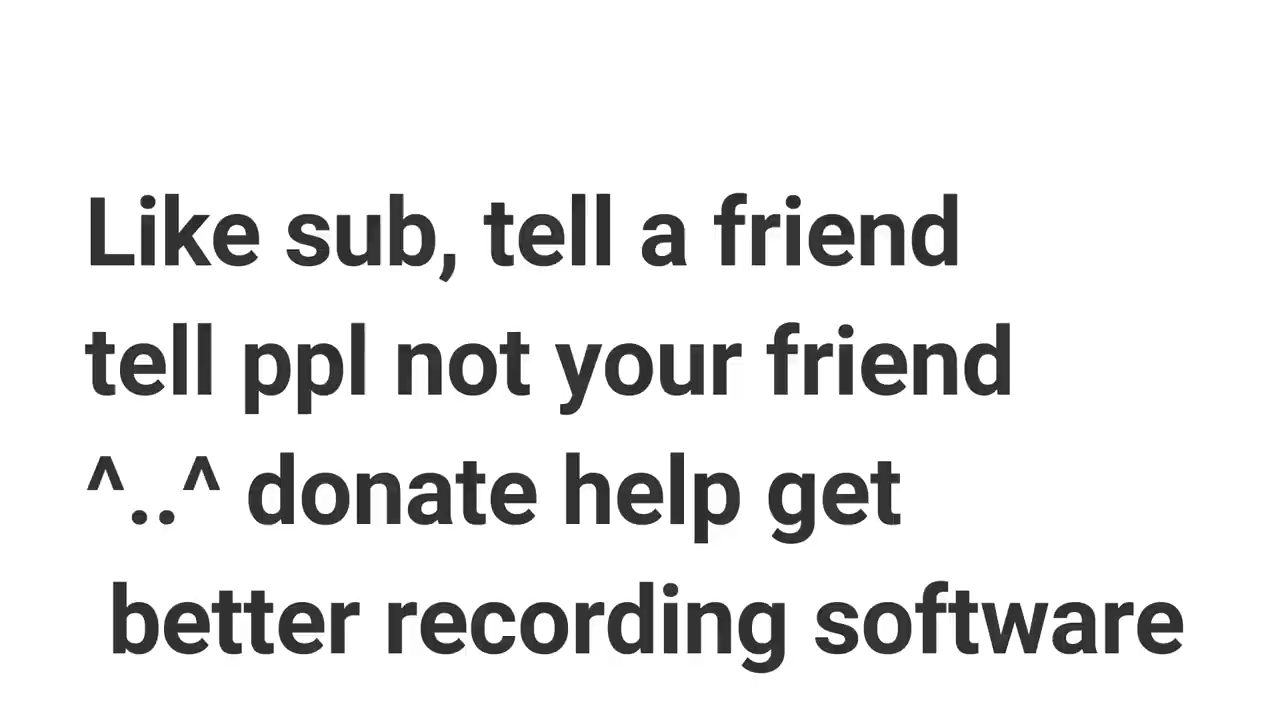 Like sub, tell a friend
tell ppl not your friend
^..^ donate help get
better recording software